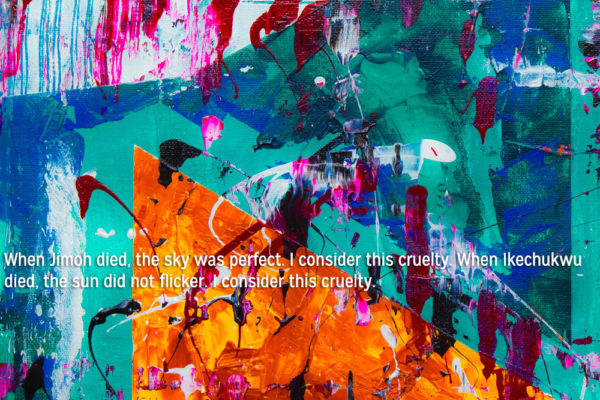 When Jimoh died, the sky was perfect. I consider this cruelty. When Ikechukwu
died, the sun did not flicker. I consider this cruelty.